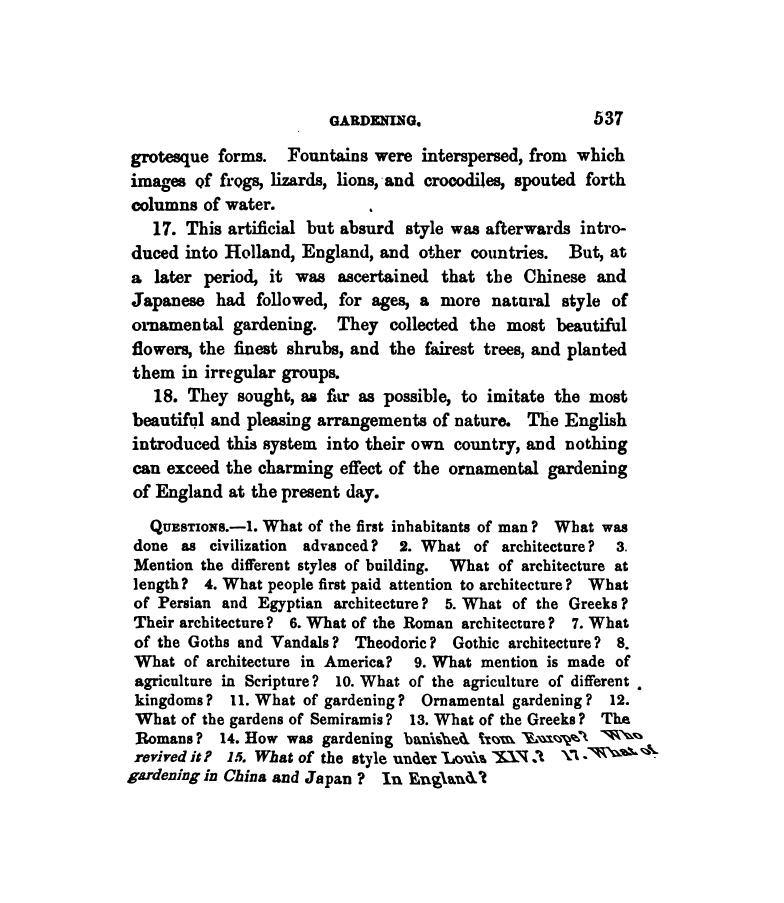 GARDENING. 537
grotesque forms. Fountains were interspersed, from which
images of frogs, lizards, lions, and crocodiles, spouted forth
columns of water.
17. This artificial but absurd style was afterwards intro-
duced into Holland, England, and other countries. But, at
a later period, it was ascertained that the Chinese and
Japanese had followed, for ages, a more natural style of
ornamental gardening. They collected the most beautiful
flowers, the finest shrubs, and the fairest trees, and planted
them in irregular groups.
18. They sought, as far as possible, to imitate the most
beautiful and pleasing arrangements of nature. The English
introduced this system into their own country, and nothing
can exceed the charming effect of the ornamental gardening
of England at the present day.
QUESTIONS.—1. What of the first inhabitants of man? What was
done as civilization advanced? 2. What of architecture? 3.
Mention the different styles of building. What of architecture at
length? 4. What people first paid attention to architecture? What
of Persian and Egyptian architecture? 5. What of the Greeks?
Their architecture? 6. What of the Roman architecture? 7. What
of the Goths and Vandals? Theodoric? Gothic architecture? 8.
What of architecture in America? 9. What mention is made of
agriculture in Scripture? 10. What of the agriculture of different
kingdoms? 11. What of gardening? Ornamental gardening? 12.
What of the gardens of Semiramis? 13. What of the Greeks? The
Romans? 14. How was gardening banished from Europe? Who
revived it? 15. What of the style under Louis XIV.? 17. What of
gardening in China and Japan? In England?